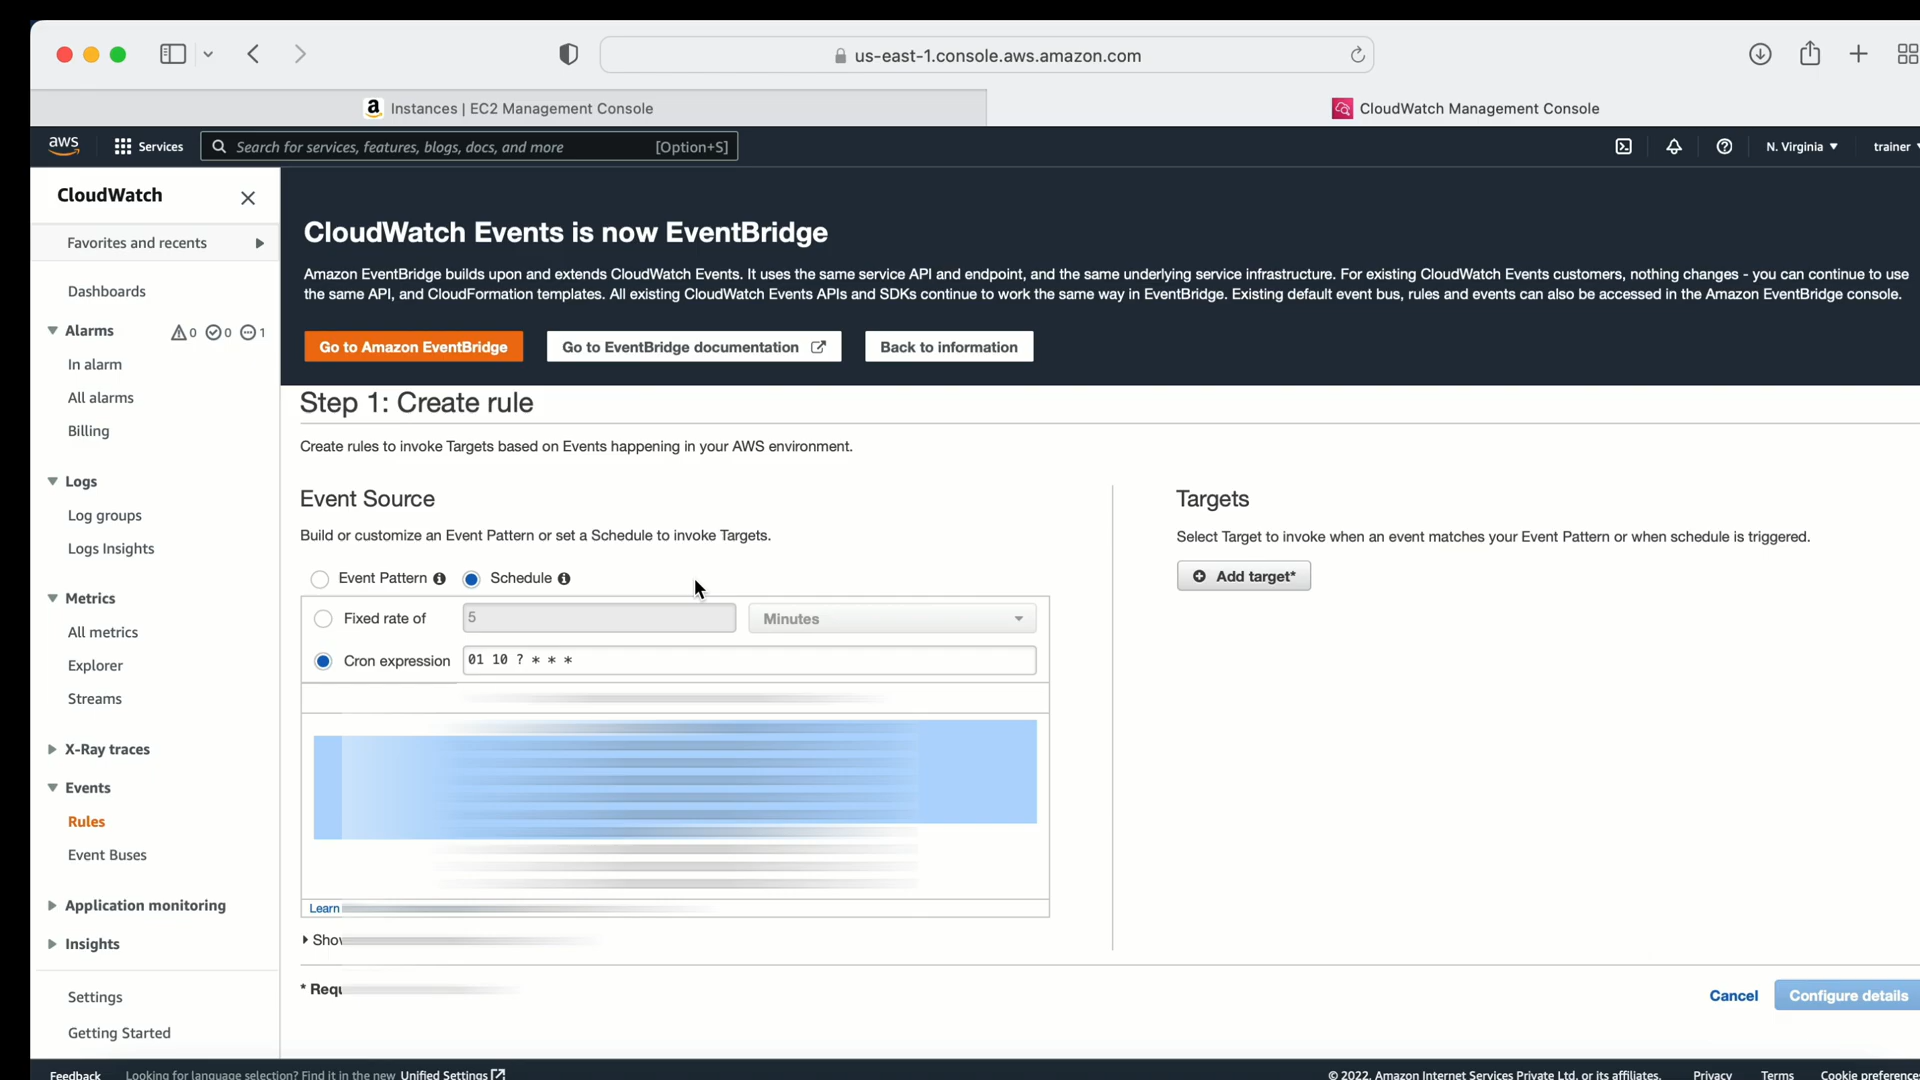 us-east-1.console.aws.amazon.com
Instances | EC2 Management Console
CloudWatch Management Console
aws
Services
Search for services, features, blogs, docs, and more [Option+S]
N. Virginia
trainer
CloudWatch
Favorites and recents
Dashboards
Alarms 0 0 1
In alarm
All alarms
Billing
Logs
Log groups
Logs Insights
Metrics
All metrics
Explorer
Streams
X-Ray traces
Events
Rules
Event Buses
Application monitoring
Insights
Settings
Getting Started
CloudWatch Events is now EventBridge
Amazon EventBridge builds upon and extends CloudWatch Events. It uses the same service API and endpoint, and the same underlying service infrastructure. For existing CloudWatch Events customers, nothing changes - you can continue to use
the same API, and CloudFormation templates. All existing CloudWatch Events APIs and SDKs continue to work the same way in EventBridge. Existing default event bus, rules and events can also be accessed in the Amazon EventBridge console.
Go to Amazon EventBridge
Go to EventBridge documentation
Back to information
Step 1: Create rule
Create rules to invoke Targets based on Events happening in your AWS environment.
Event Source
Build or customize an Event Pattern or set a Schedule to invoke Targets.
Event Pattern
Schedule
Fixed rate of 5 Minutes
Cron expression 01 10 ? * * *
Learn
Targets
Select Target to invoke when an event matches your Event Pattern or when schedule is triggered.
Add target*
Cancel
Configure details
Feedback
Looking for language selection? Find it in the new Unified Settings
© 2022, Amazon Internet Services Private Ltd. or its affiliates.
Privacy
Terms
Cookie preferences